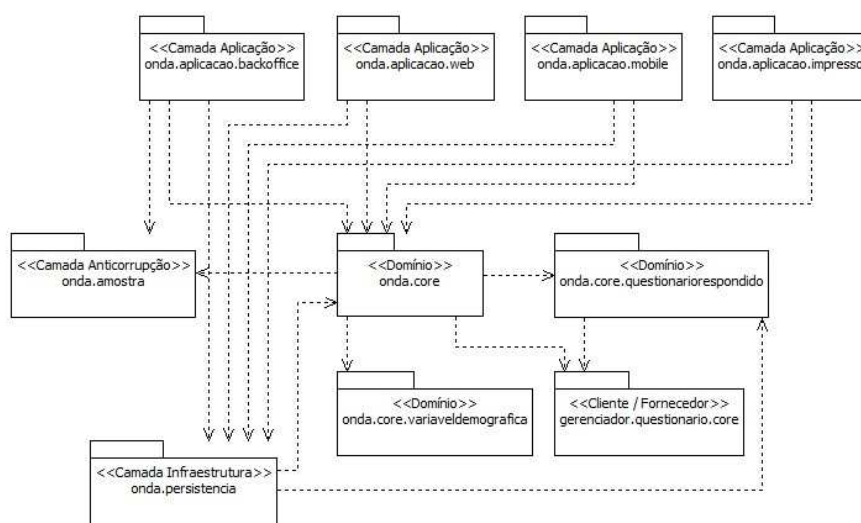 <<Camada Aplicação>>
onda.aplicacao.backoffice
<<Camada Aplicação>>
onda.aplicacao.web
<<Camada Aplicação>>
onda.aplicacao.mobile
<<Camada Aplicação>>
onda.aplicacao.impresso
<<Camada Anticorrupção>>
onda.amostra
<<Domínio>>
onda.core
<<Domínio>>
onda.core.questionariorespondido
<<Domínio>>
onda.core.variaveldemografica
<<Cliente / Fornecedor>>
gerenciador.questionario.core
<<Camada Infraestrutura>>
onda.persistencia